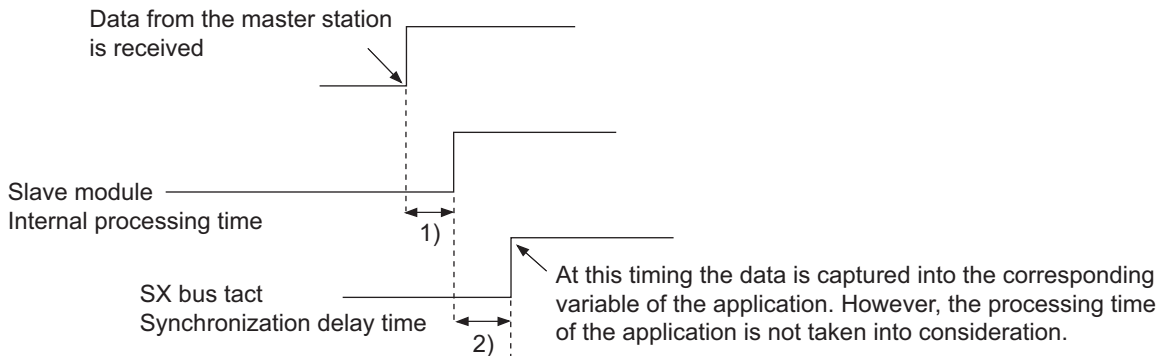 Data from the master station
is received
Slave module
Internal processing time
1)
SX bus tact
Synchronization delay time
2)
At this timing the data is captured into the corresponding
variable of the application. However, the processing time
of the application is not taken into consideration.